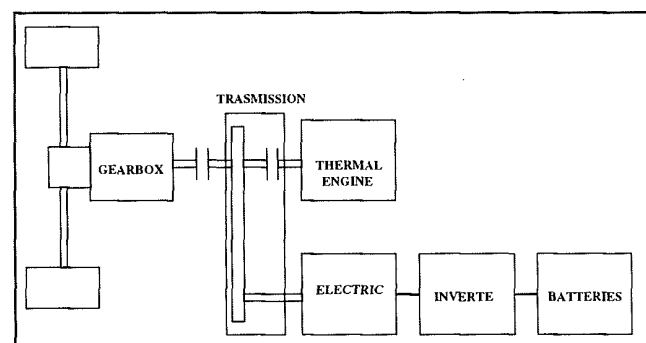 TRASMISSION
GEARBOX
THERMAL
ENGINE
ELECTRIC
INVERTE
BATTERIES